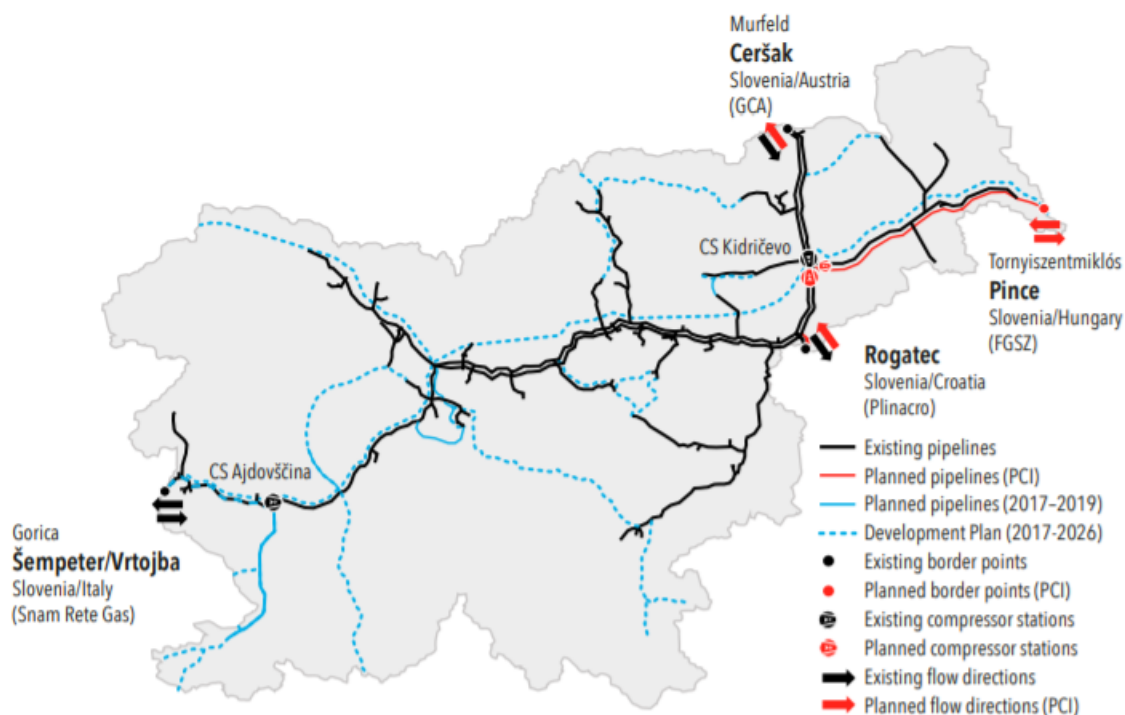 Murfeld
Ceršak
Slovenia/Austria
(GCA)
CS Kidričevo
Tornyiszentmiklós
Pince
Slovenia/Hungary
(FGSZ)
Rogatec
Slovenia/Croatia
(Plinacro)
CS Ajdovščina
Gorica
Šempeter/Vrtojba
Slovenia/Italy
(Snam Rete Gas)
Existing pipelines
Planned pipelines (PCI)
Planned pipelines (2017–2019)
Development Plan (2017-2026)
Existing border points
Planned border points (PCI)
Existing compressor stations
Planned compressor stations
Existing flow directions
Planned flow directions (PCI)